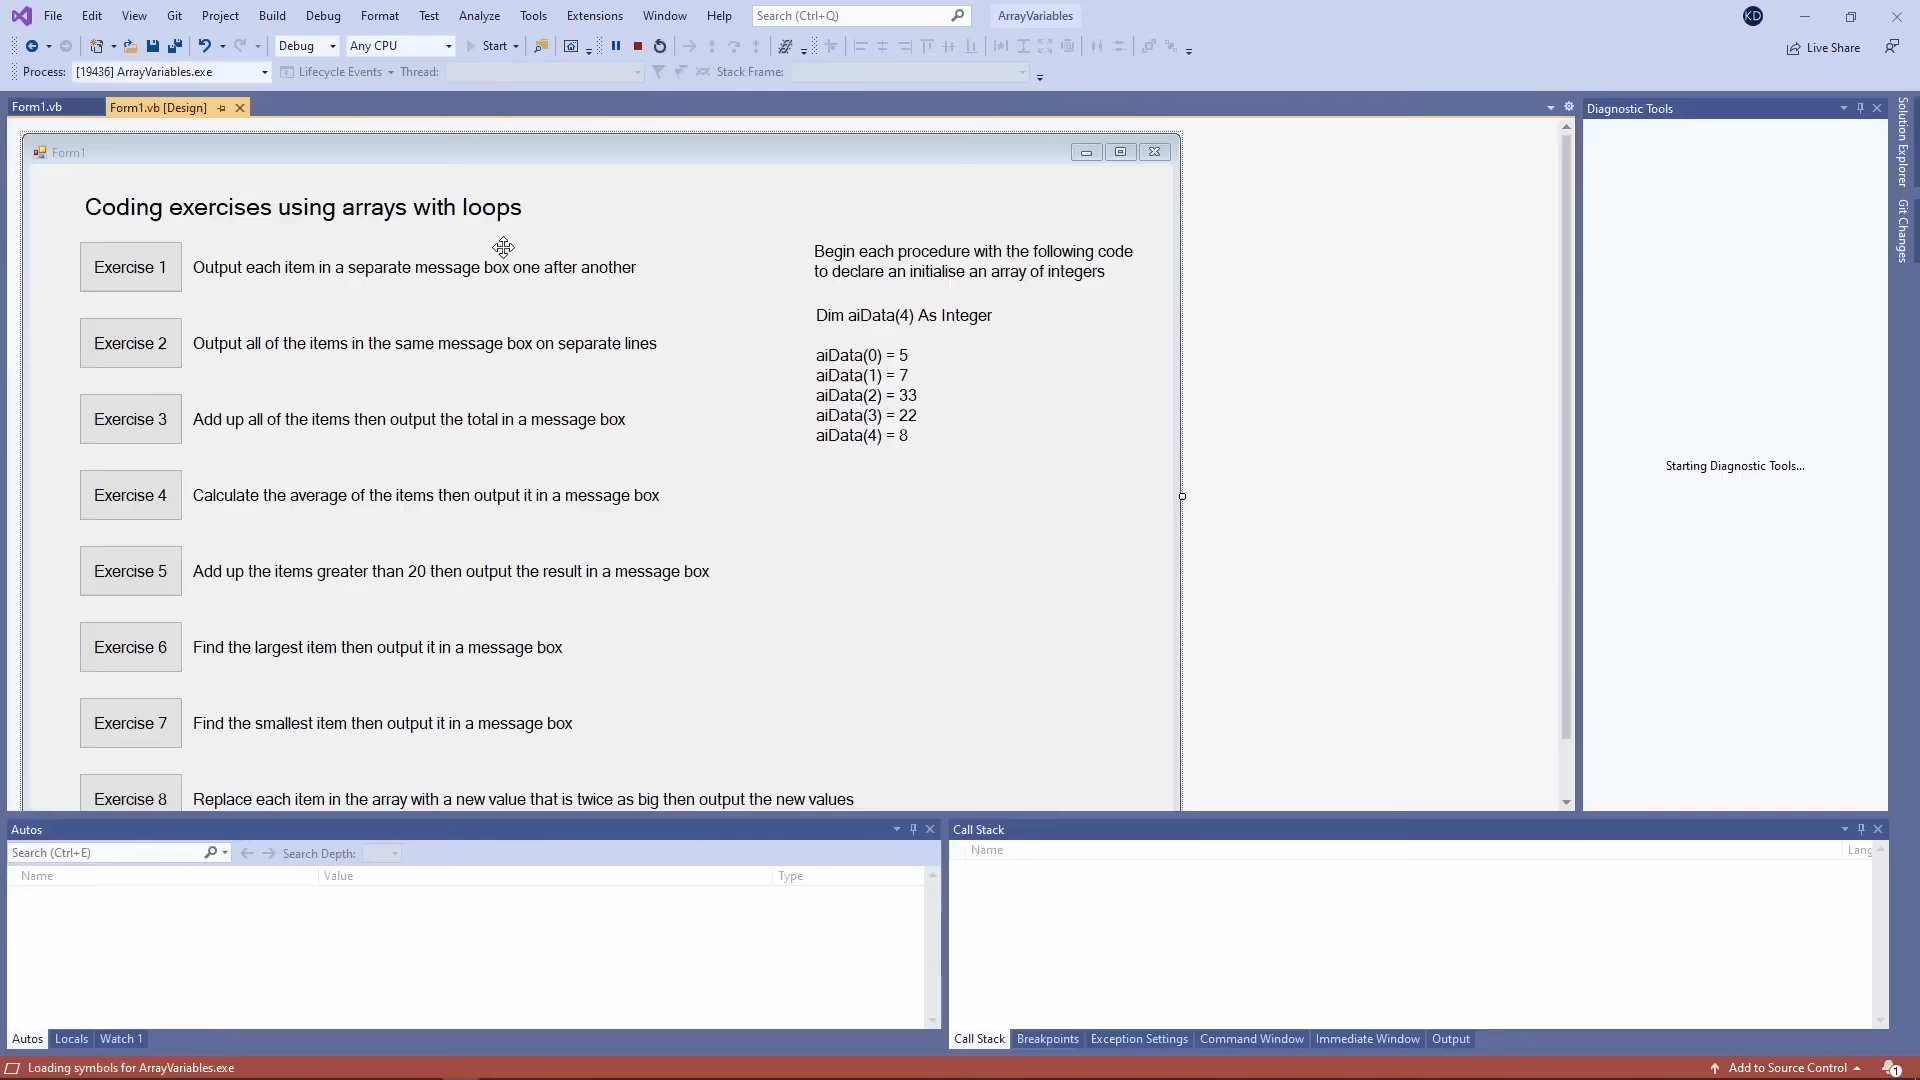 File Edit View Git Project Build Debug Format Test Analyze Tools Extensions Window Help Search (Ctrl+Q) ArrayVariables KD
Debug Any CPU Start Live Share
Process: [19436] ArrayVariables.exe Lifecycle Events Thread: Stack Frame:
Form1.vb Form1.vb [Design] Diagnostic Tools
Solution Explorer
Git Changes
Form1
Coding exercises using arrays with loops
Exercise 1 Output each item in a separate message box one after another
Exercise 2 Output all of the items in the same message box on separate lines
Exercise 3 Add up all of the items then output the total in a message box
Exercise 4 Calculate the average of the items then output it in a message box
Exercise 5 Add up the items greater than 20 then output the result in a message box
Exercise 6 Find the largest item then output it in a message box
Exercise 7 Find the smallest item then output it in a message box
Exercise 8 Replace each item in the array with a new value that is twice as big then output the new values
Begin each procedure with the following code
to declare an initialise an array of integers
Dim aiData(4) As Integer
aiData(0) = 5
aiData(1) = 7
aiData(2) = 33
aiData(3) = 22
aiData(4) = 8
Starting Diagnostic Tools...
Autos
Search (Ctrl+E) Search Depth:
Name Value Type
Autos Locals Watch 1
Call Stack
Name Lang
Call Stack Breakpoints Exception Settings Command Window Immediate Window Output
Loading symbols for ArrayVariables.exe Add to Source Control 1